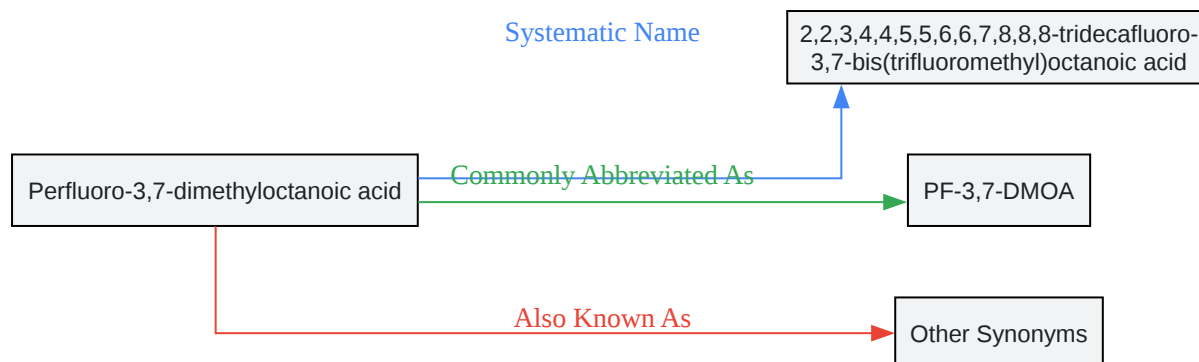 Systematic Name
2,2,3,4,4,5,5,6,6,7,8,8,8-tridecafluoro-
3,7-bis(trifluoromethyl)octanoic acid
Perfluoro-3,7-dimethyloctanoic acid
Commonly Abbreviated As
PF-3,7-DMOA
Also Known As
Other Synonyms